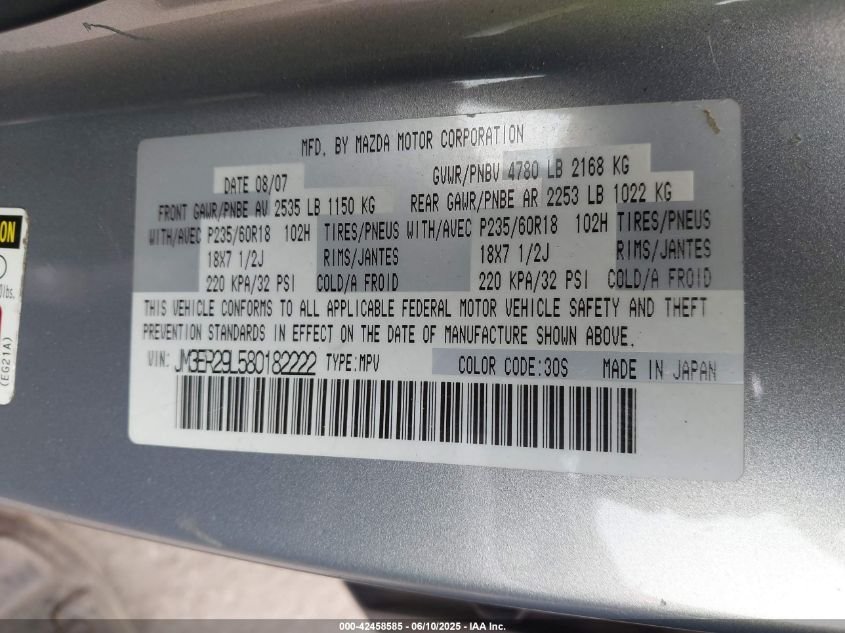 MFD. BY MAZDA MOTOR CORPORATION
DATE 08/07 GVWR/PNBV 4780 LB 2168 KG
FRONT GAWR/PNBE AV 2535 LB 1150 KG REAR GAWR/PNBE AR 2253 LB 1022 KG
WITH/AVEC P235/60R18 102H TIRES/PNEUS WITH/AVEC P235/60R18 102H TIRES/PNEUS
18X7 1/2J RIMS/JANTES 18X7 1/2J RIMS/JANTES
220 KPA/32 PSI COLD/A FROID 220 KPA/32 PSI COLD/A FROID
THIS VEHICLE CONFORMS TO ALL APPLICABLE FEDERAL MOTOR VEHICLE SAFETY AND THEFT
PREVENTION STANDARDS IN EFFECT ON THE DATE OF MANUFACTURE SHOWN ABOVE.
VIN: JM3ER29L580182222 TYPE:MPV COLOR CODE:30S MADE IN JAPAN
(EG21A)
000-42458585 - 06/10/2025 - IAA Inc.